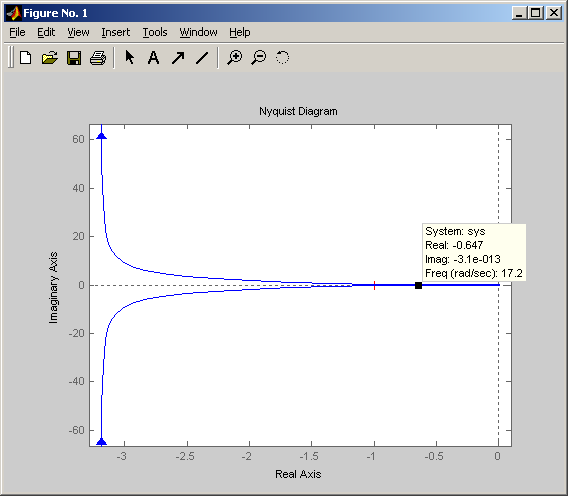 Figure No. 1
File Edit View Insert Tools Window Help
A
Nyquist Diagram
60
40
20
0
-20
-40
-60
Imaginary Axis
System: sys
Real: -0.647
Imag: -3.1e-013
Freq (rad/sec): 17.2
-3 -2.5 -2 -1.5 -1 -0.5 0
Real Axis